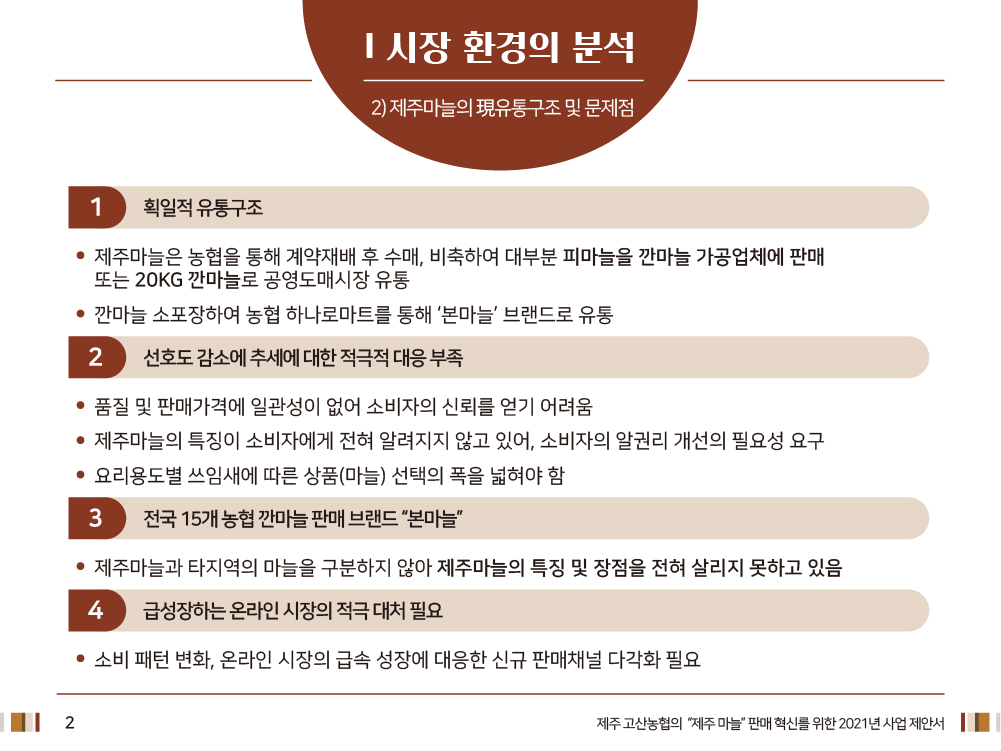 I 시장 환경의 분석
2) 제주마늘의 現유통구조 및 문제점
1 획일적 유통구조
• 제주마늘은 농협을 통해 계약재배 후 수매, 비축하여 대부분 피마늘을 깐마늘 가공업체에 판매
또는 20KG 깐마늘로 공영도매시장 유통
• 깐마늘 소포장하여 농협 하나로마트를 통해 ‘본마늘’ 브랜드로 유통
2 선호도 감소에 추세에 대한 적극적 대응 부족
• 품질 및 판매가격에 일관성이 없어 소비자의 신뢰를 얻기 어려움
• 제주마늘의 특징이 소비자에게 전혀 알려지지 않고 있어, 소비자의 알권리 개선의 필요성 요구
• 요리용도별 쓰임새에 따른 상품(마늘) 선택의 폭을 넓혀야 함
3 전국 15개 농협 깐마늘 판매 브랜드 “본마늘”
• 제주마늘과 타지역의 마늘을 구분하지 않아 제주마늘의 특징 및 장점을 전혀 살리지 못하고 있음
4 급성장하는 온라인 시장의 적극 대처 필요
• 소비 패턴 변화, 온라인 시장의 급속 성장에 대응한 신규 판매채널 다각화 필요
2
제주 고산농협의 “제주 마늘” 판매 혁신를 위한 2021년 사업 제안서